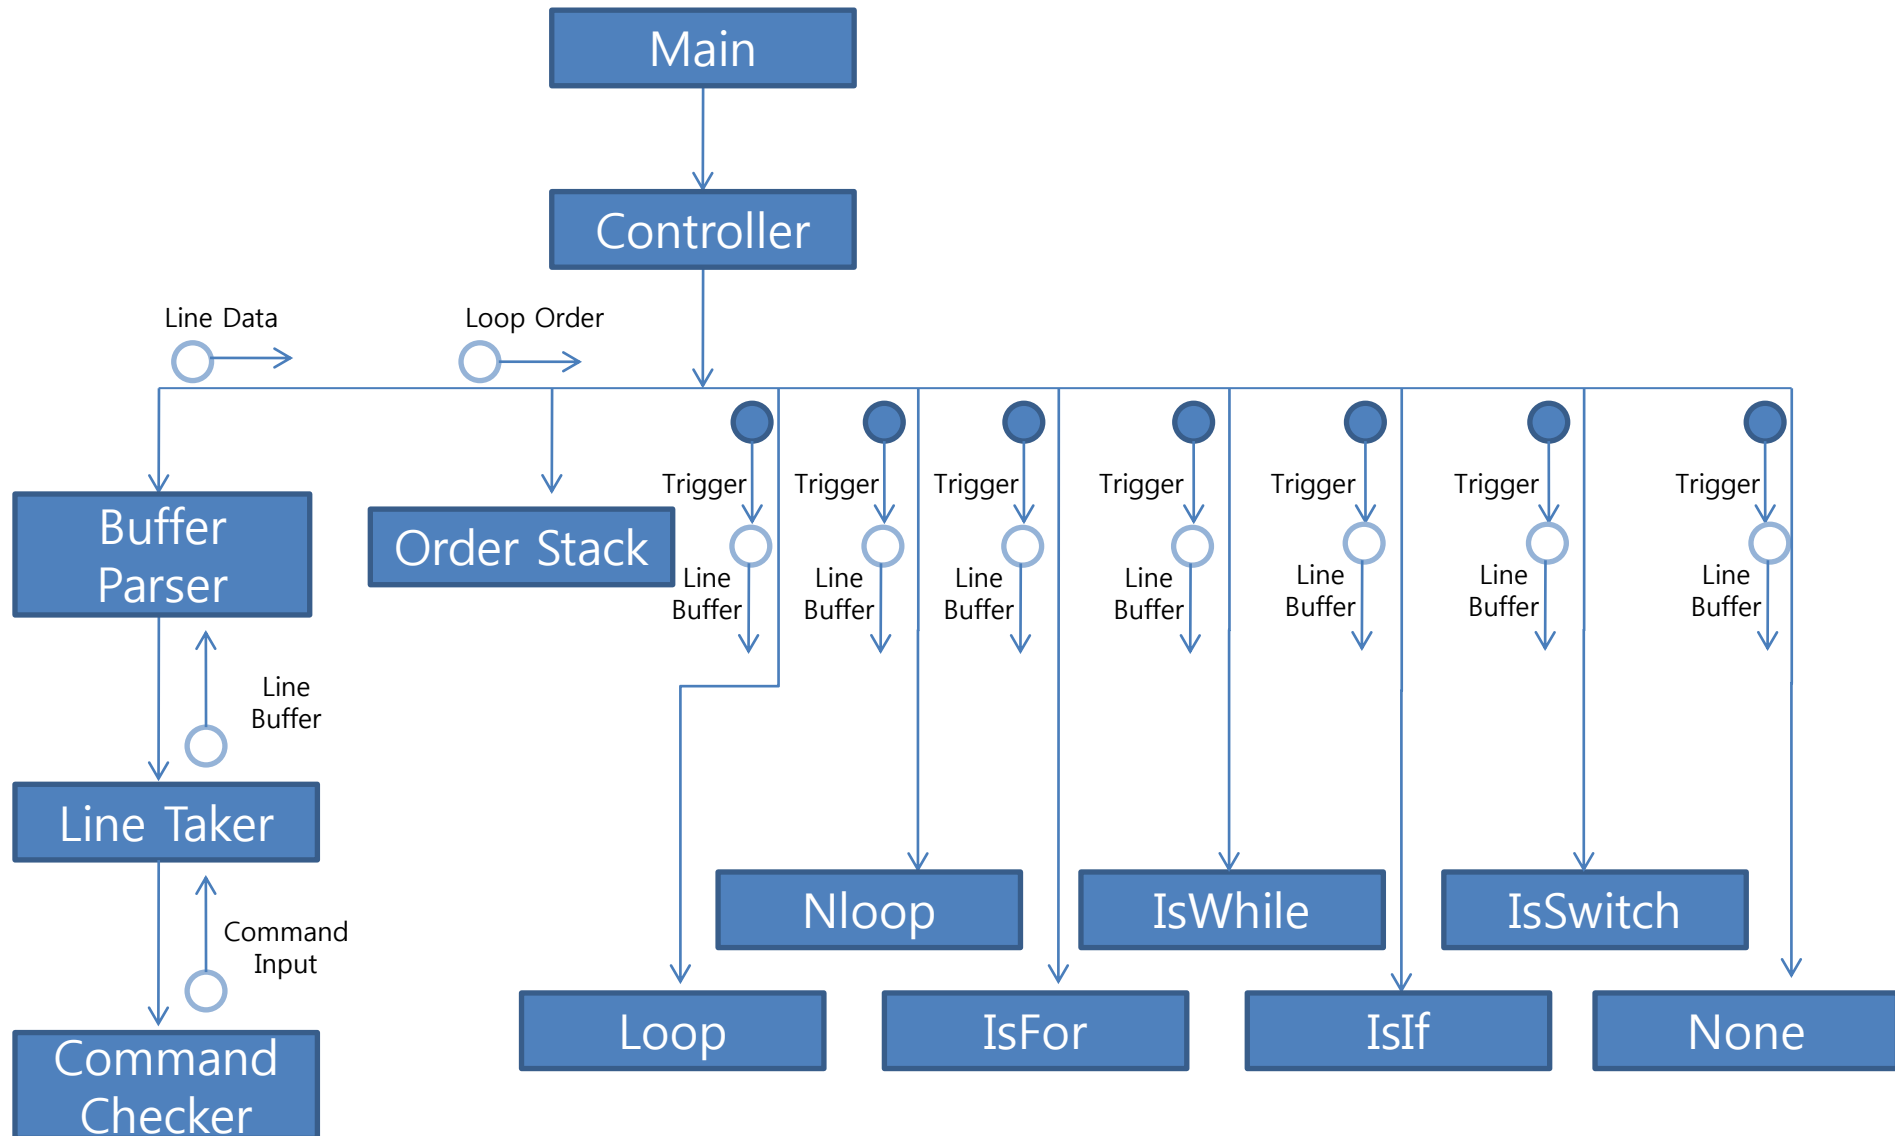 Main
Controller
Line Data
Loop Order
Trigger
Trigger
Trigger
Trigger
Trigger
Trigger
Trigger
Buffer
Parser
Order Stack
Line
Buffer
Line
Buffer
Line
Buffer
Line
Buffer
Line
Buffer
Line
Buffer
Line
Buffer
Line
Buffer
Line Taker
Nloop
IsWhile
IsSwitch
Command
Input
Loop
IsFor
IsIf
None
Command
Checker